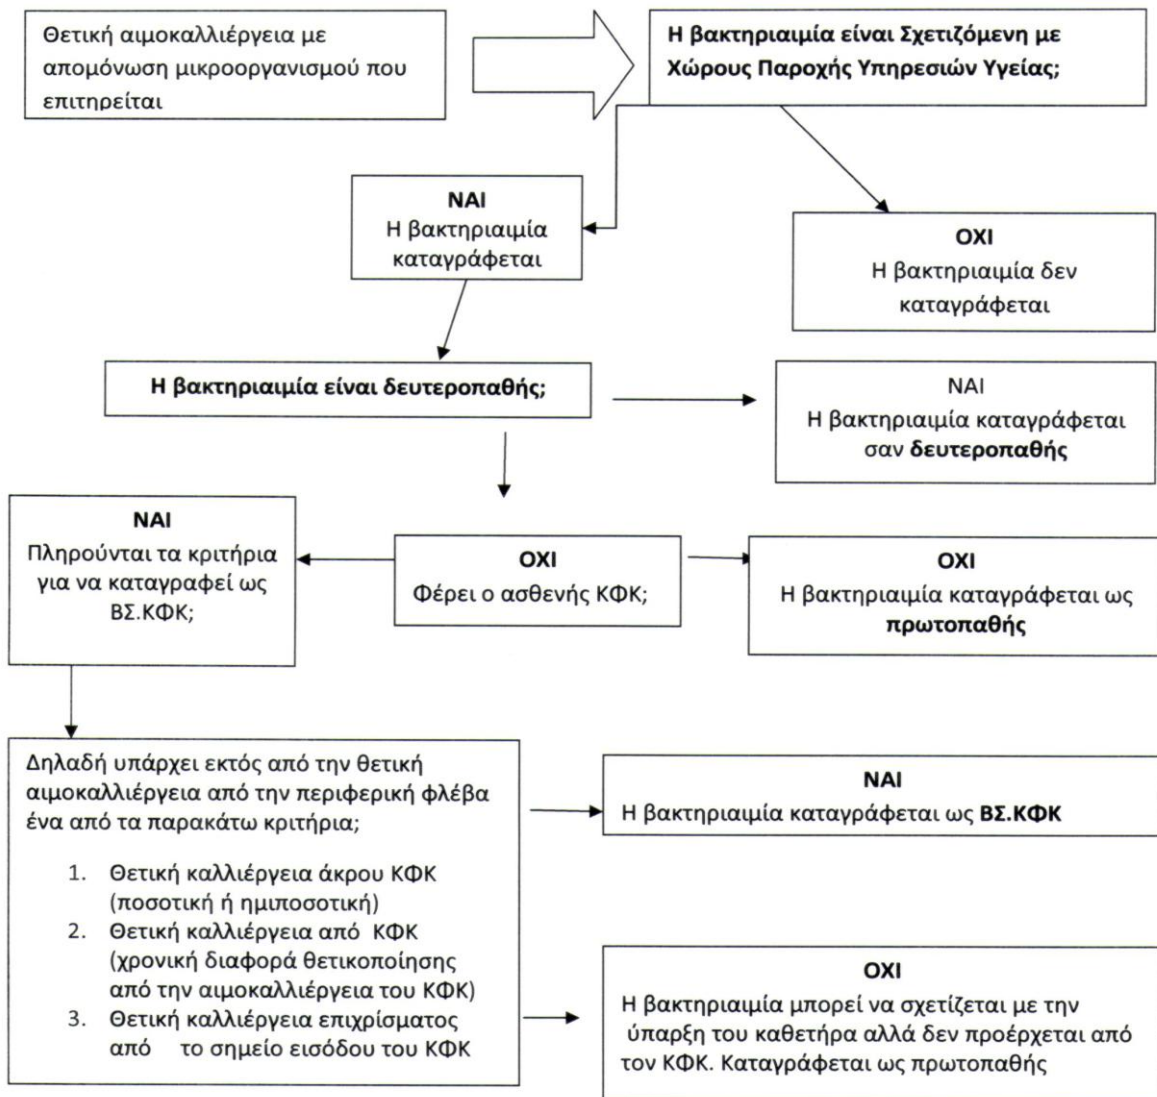 Θετική αιμοκαλλιέργεια με
απομόνωση μικροοργανισμού που
επιτηρείται
Η βακτηριαιμία είναι Σχετιζόμενη με
Χώρους Παροχής Υπηρεσιών Υγείας;
ΝΑΙ
Η βακτηριαιμία
καταγράφεται
ΟΧΙ
Η βακτηριαιμία δεν
καταγράφεται
Η βακτηριαιμία είναι δευτεροπαθής;
ΝΑΙ
Η βακτηριαιμία καταγράφεται
σαν δευτεροπαθής
ΝΑΙ
Πληρούνται τα κριτήρια
για να καταγραφεί ως
ΒΣ.ΚΦΚ;
ΟΧΙ
Φέρει ο ασθενής ΚΦΚ;
ΟΧΙ
Η βακτηριαιμία καταγράφεται ως
πρωτοπαθής
Δηλαδή υπάρχει εκτός από την θετική
αιμοκαλλιέργεια από την περιφερική φλέβα
ένα από τα παρακάτω κριτήρια;
1. Θετική καλλιέργεια άκρου ΚΦΚ
(ποσοτική ή ημιποσοτική)
2. Θετική καλλιέργεια από ΚΦΚ
(χρονική διαφορά θετικοποίησης
από την αιμοκαλλιέργεια του ΚΦΚ)
3. Θετική καλλιέργεια επιχρίσματος
από το σημείο εισόδου του ΚΦΚ
ΝΑΙ
Η βακτηριαιμία καταγράφεται ως ΒΣ.ΚΦΚ
ΟΧΙ
Η βακτηριαιμία μπορεί να σχετίζεται με την
ύπαρξη του καθετήρα αλλά δεν προέρχεται από
τον ΚΦΚ. Καταγράφεται ως πρωτοπαθής